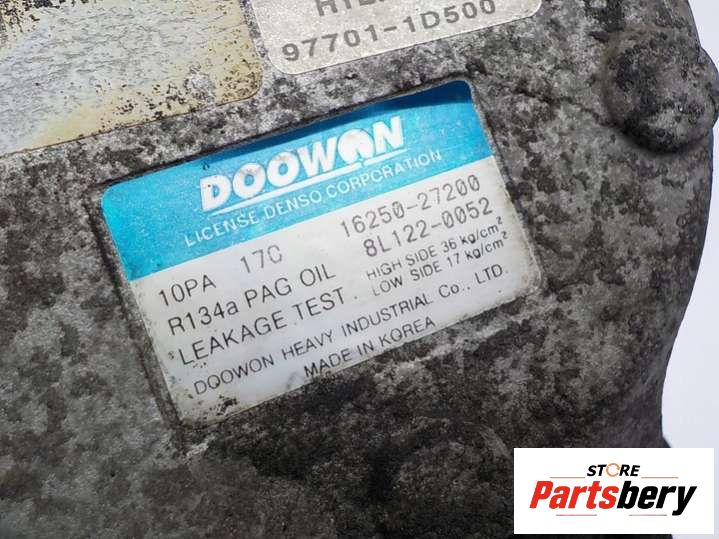 97701-1D500
DOOWON
LICENSE,DENSO CORPORATION
10PA 17C 16250-27200
R134a PAG OIL 8L122-0052
LEAKAGE TEST. HIGH SIDE 36 kg/cm²
LOW SIDE 17 kg/cm²
DOOWON HEAVY INDUSTRIAL Co., LTD.
MADE IN KOREA
STORE
Partsbery